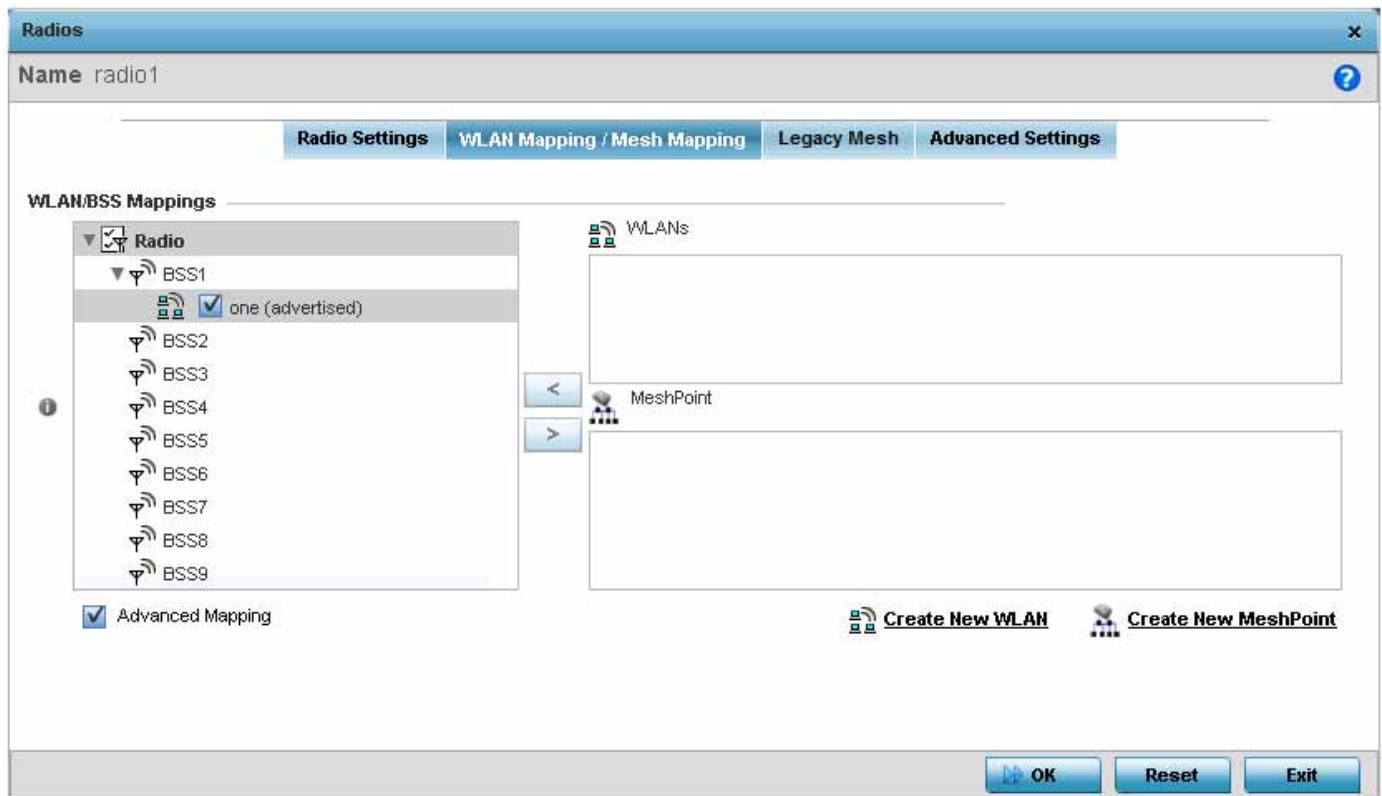 Radios
Name radio1
Radio Settings
WLAN Mapping / Mesh Mapping
Legacy Mesh
Advanced Settings
WLAN/BSS Mappings
Radio
BSS1
one (advertised)
BSS2
BSS3
BSS4
BSS5
BSS6
BSS7
BSS8
BSS9
Advanced Mapping
<
>
WLANs
MeshPoint
Create New WLAN
Create New MeshPoint
OK
Reset
Exit